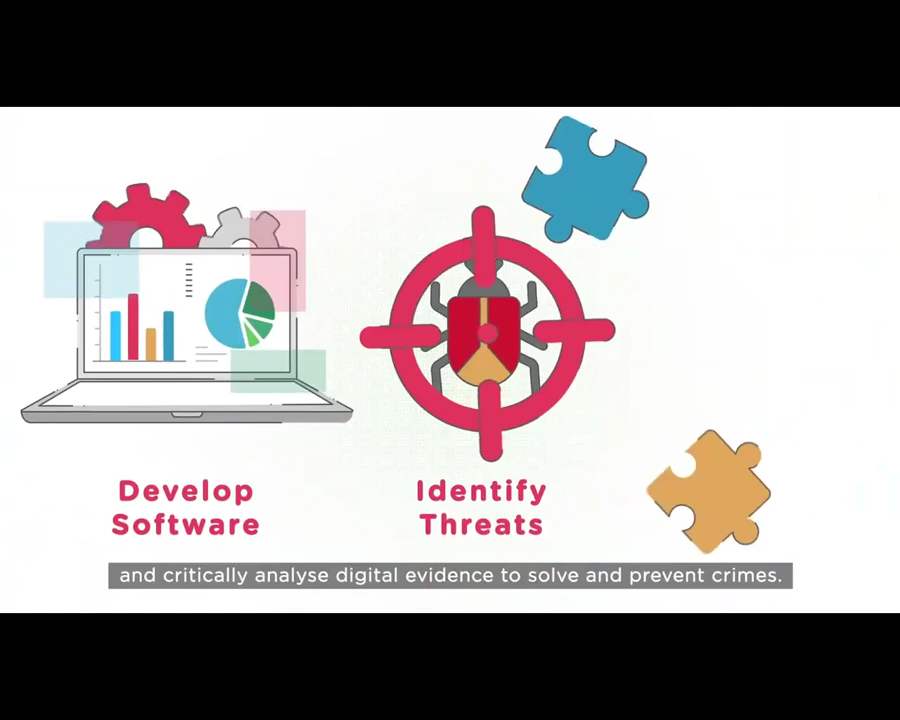 Develop
Software
Identify
Threats
and critically analyse digital evidence to solve and prevent crimes.